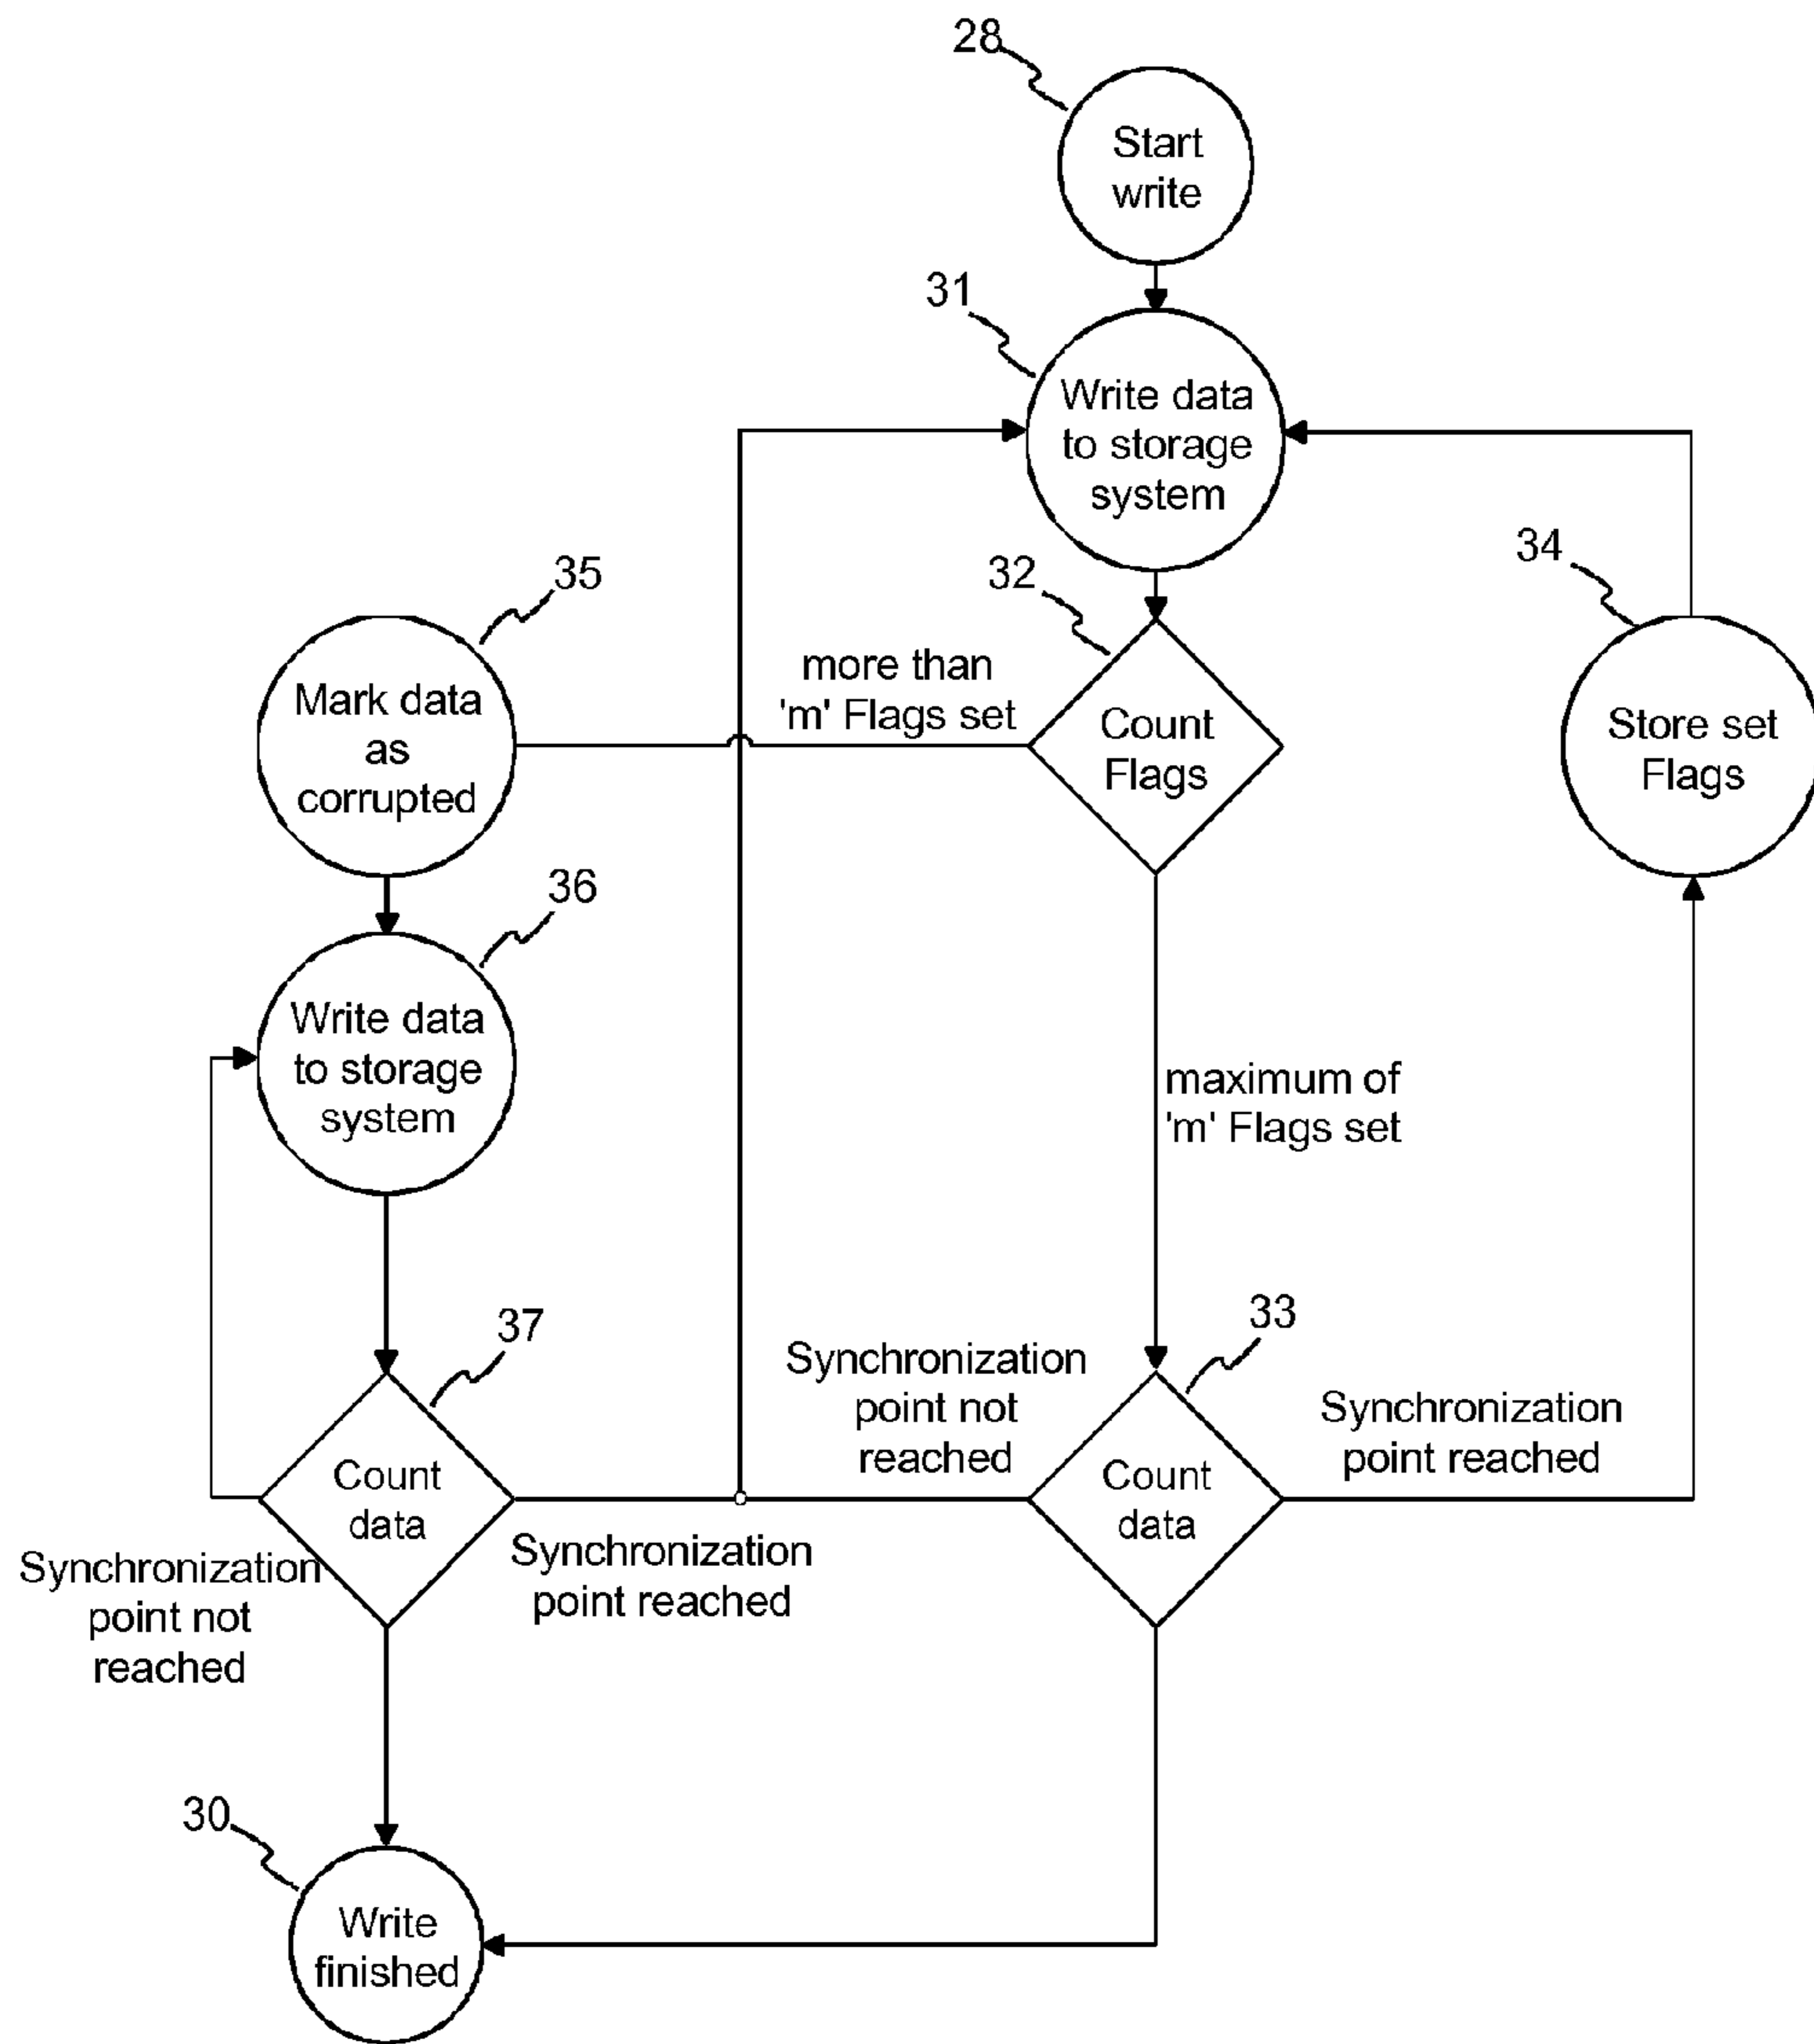 28
Start
write
31
Write data
to storage
system
32
34
35
more than
'm' Flags set
Count
Flags
Store set
Flags
Mark data
as
corrupted
36
Write data
to storage
system
maximum of
'm' Flags set
37
33
Synchronization
point not
reached
Synchronization
point reached
Count
data
Count
data
Synchronization
point not
reached
Synchronization
point reached
30
Write
finished